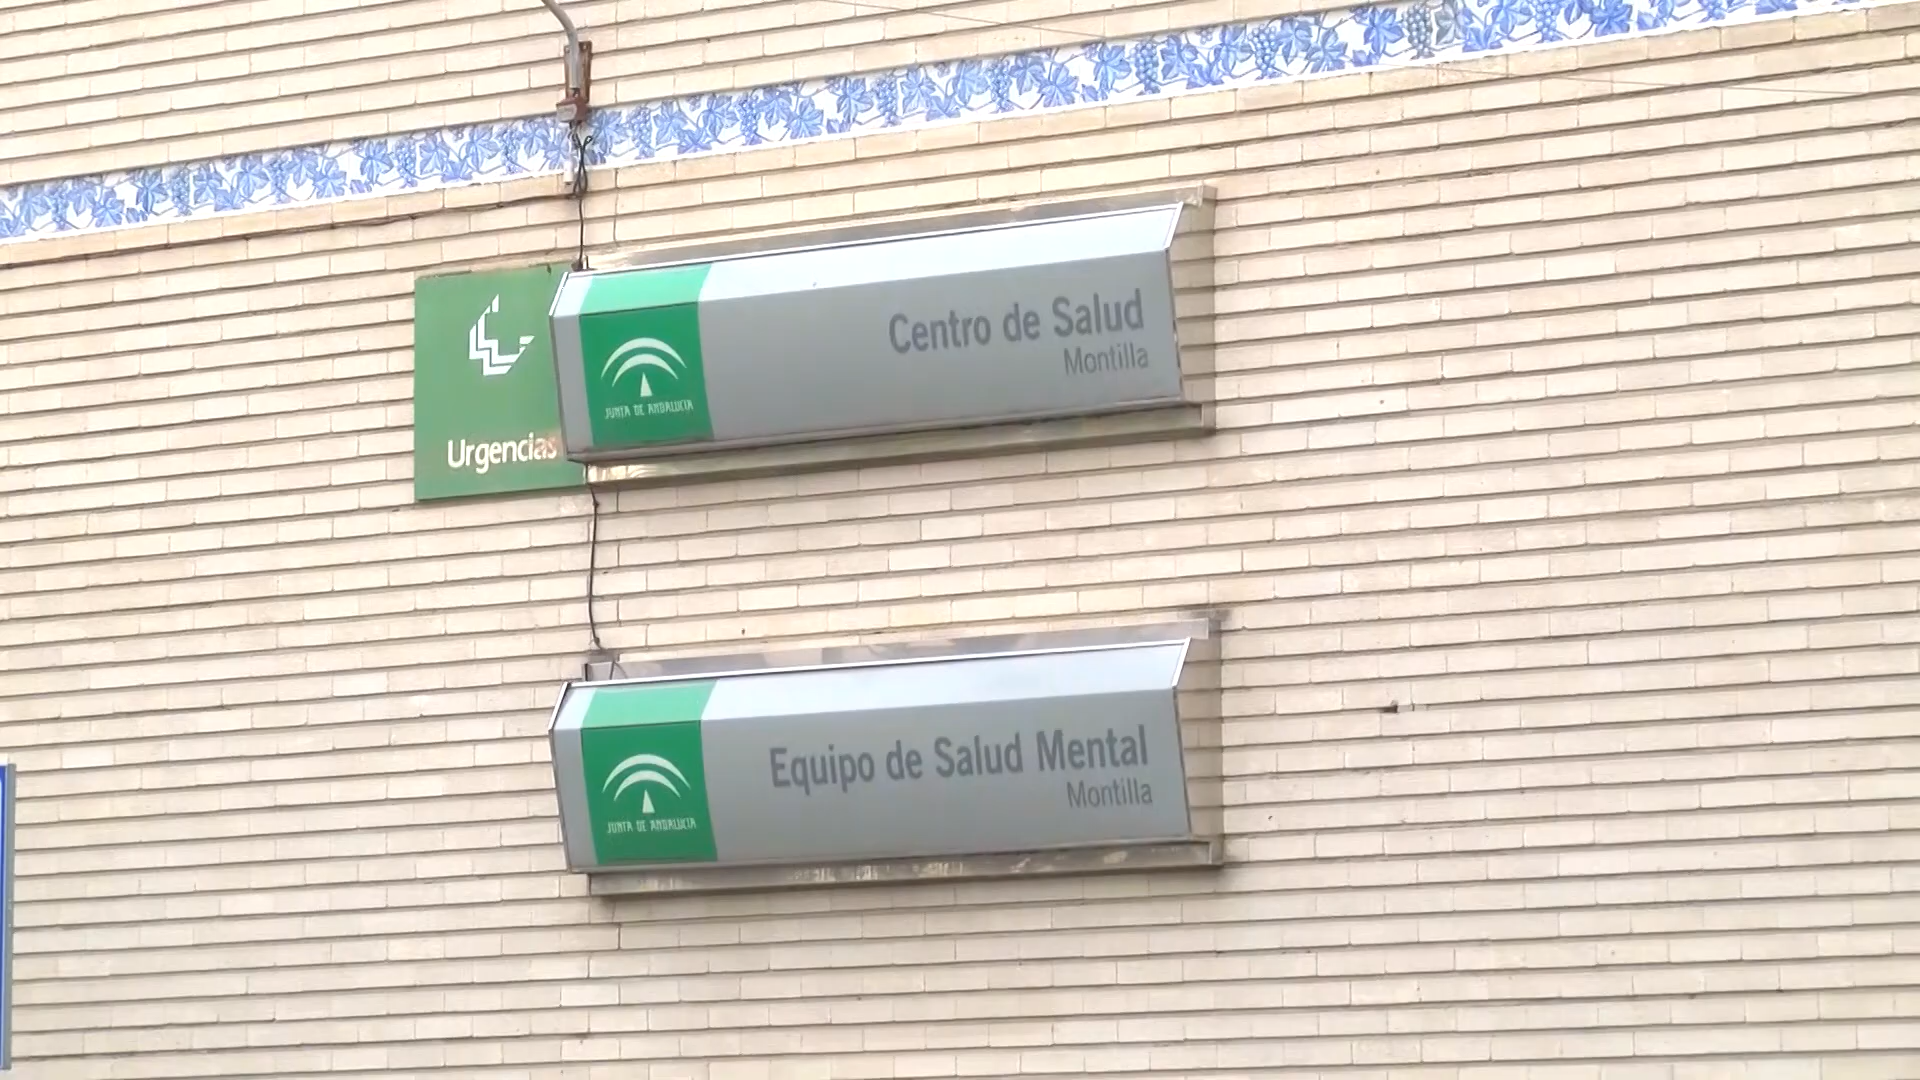 Urgencias
JUNTA DE ANDALUCIA
Centro de Salud
Montilla
JUNTA DE ANDALUCIA
Equipo de Salud Mental
Montilla